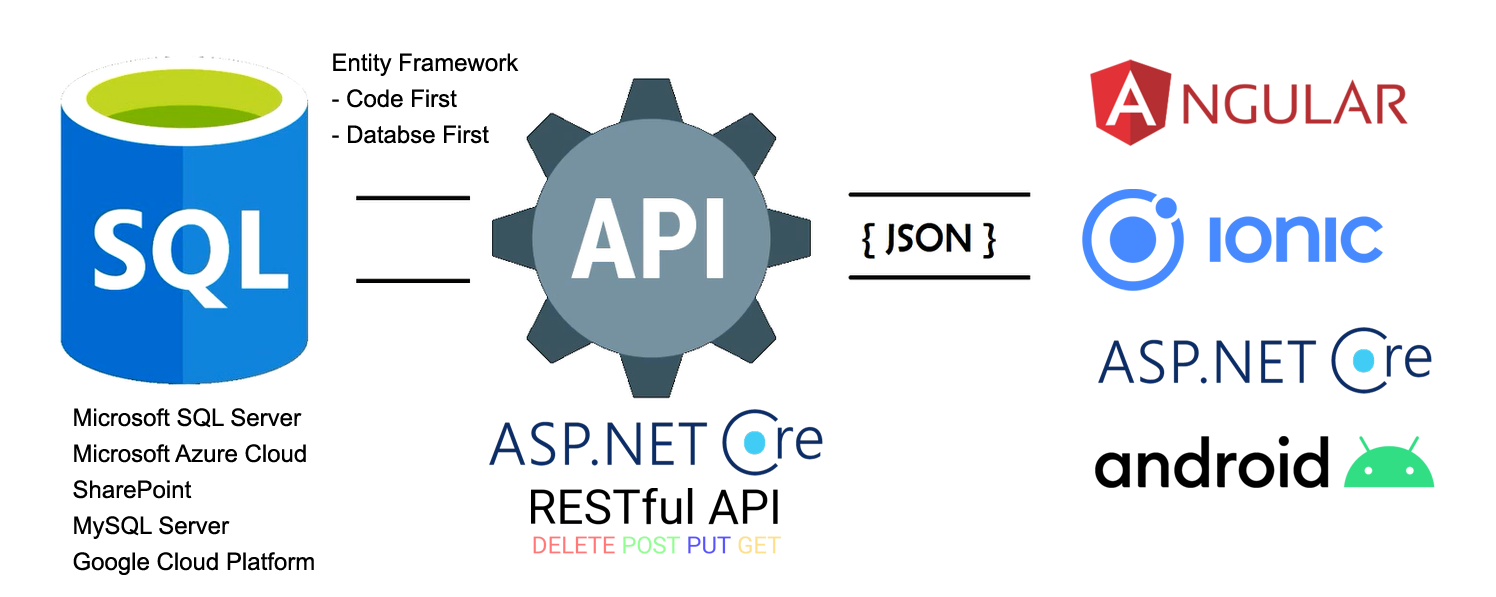 SQL
Microsoft SQL Server
Microsoft Azure Cloud
SharePoint
MySQL Server
Google Cloud Platform
Entity Framework
- Code First
- Databse First
API
ASP.NET Core
RESTful API
DELETE POST PUT GET
{ JSON }
ANGULAR
IONIC
ASP.NET Core
android